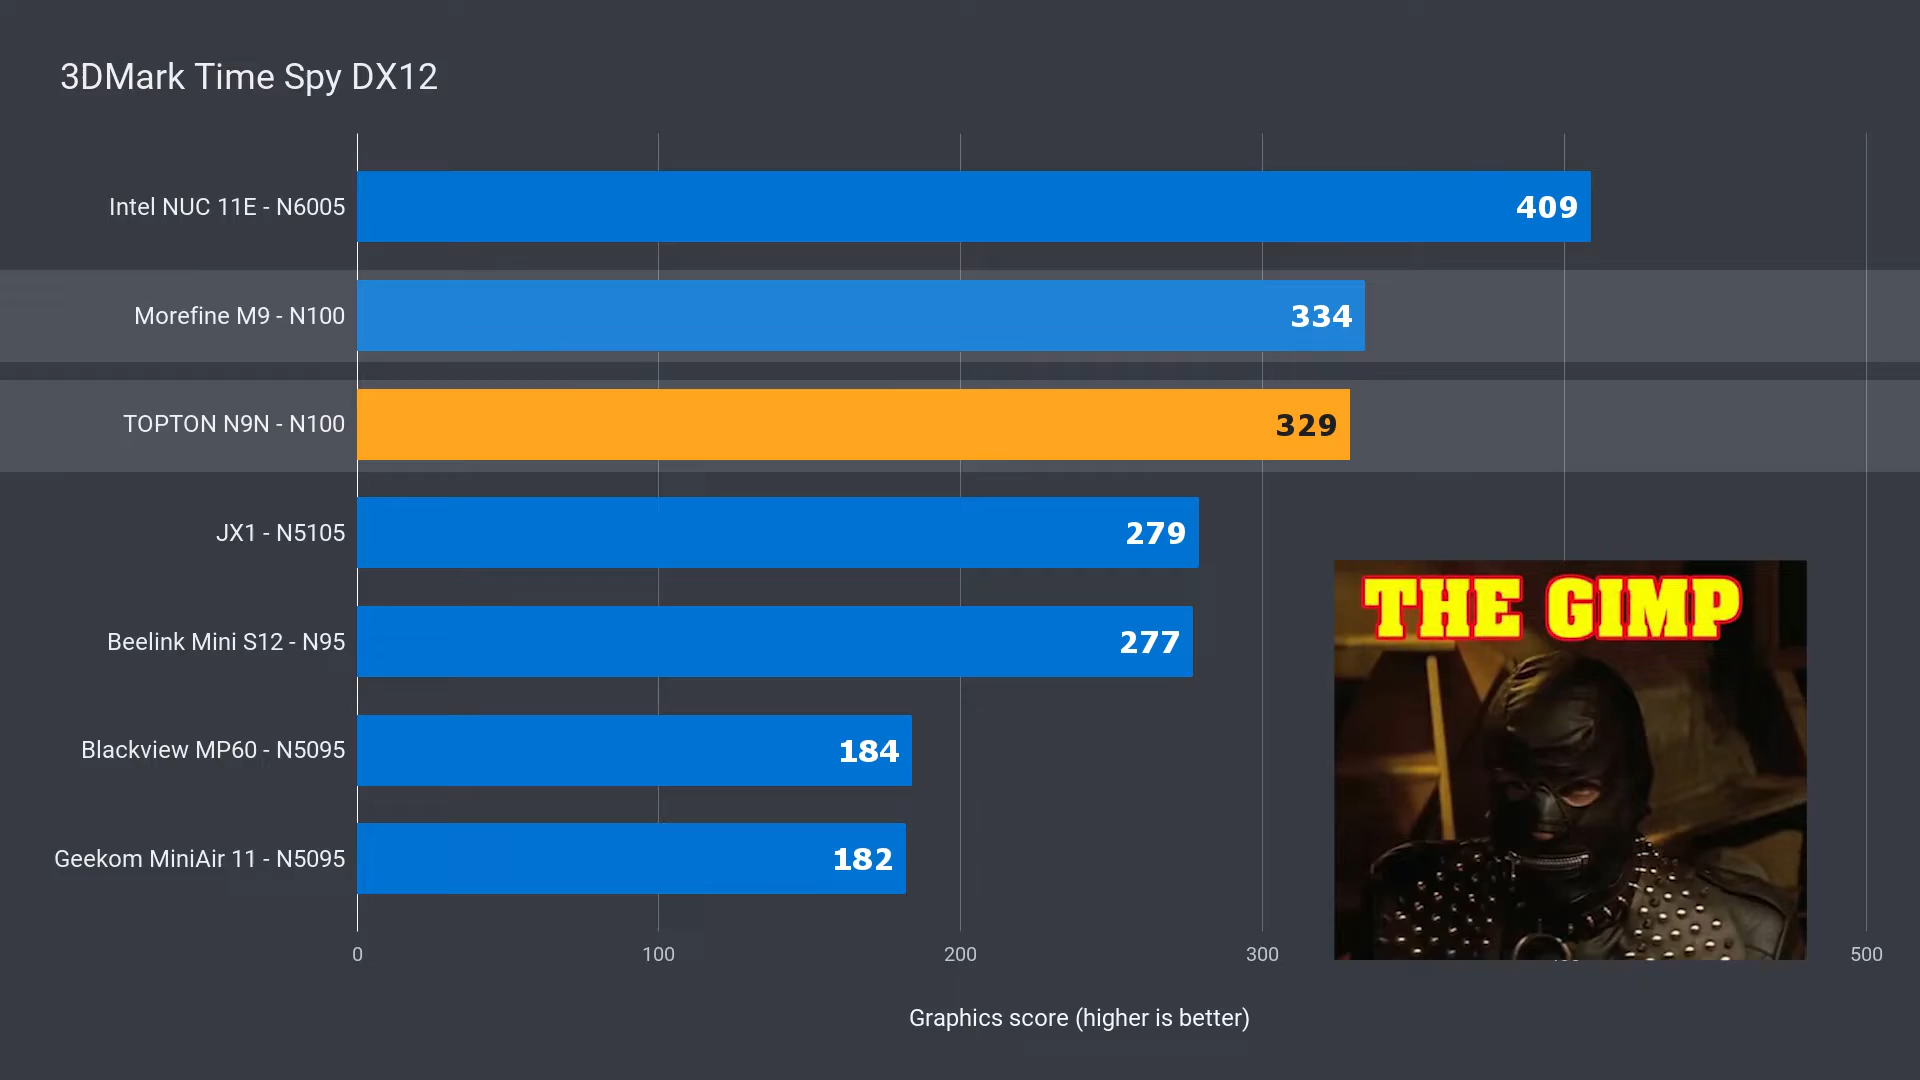 3DMark Time Spy DX12
Intel NUC 11E - N6005
409
Morefine M9 - N100
334
TOPTON N9N - N100
329
JX1 - N5105
279
THE GIMP
Beelink Mini S12 - N95
277
Blackview MP60 - N5095
184
Geekom MiniAir 11 - N5095
182
0
100
200
300
500
Graphics score (higher is better)